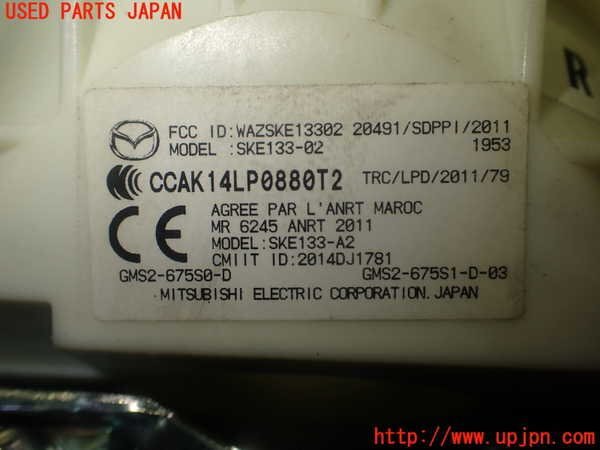 USED PARTS JAPAN
R
FCC ID:WAZSKE13302 20491/SDPPI/2011
MODEL :SKE133-02 1953
CCAK14LP0880T2 TRC/LPD/2011/79
CE AGREE PAR L'ANRT MAROC
MR 6245 ANRT 2011
MODEL:SKE133-A2
CMIIT ID:2014DJ1781
GMS2-675S0-D GMS2-675S1-D-03
MITSUBISHI ELECTRIC CORPORATION.JAPAN
http://www.upjpn.com/